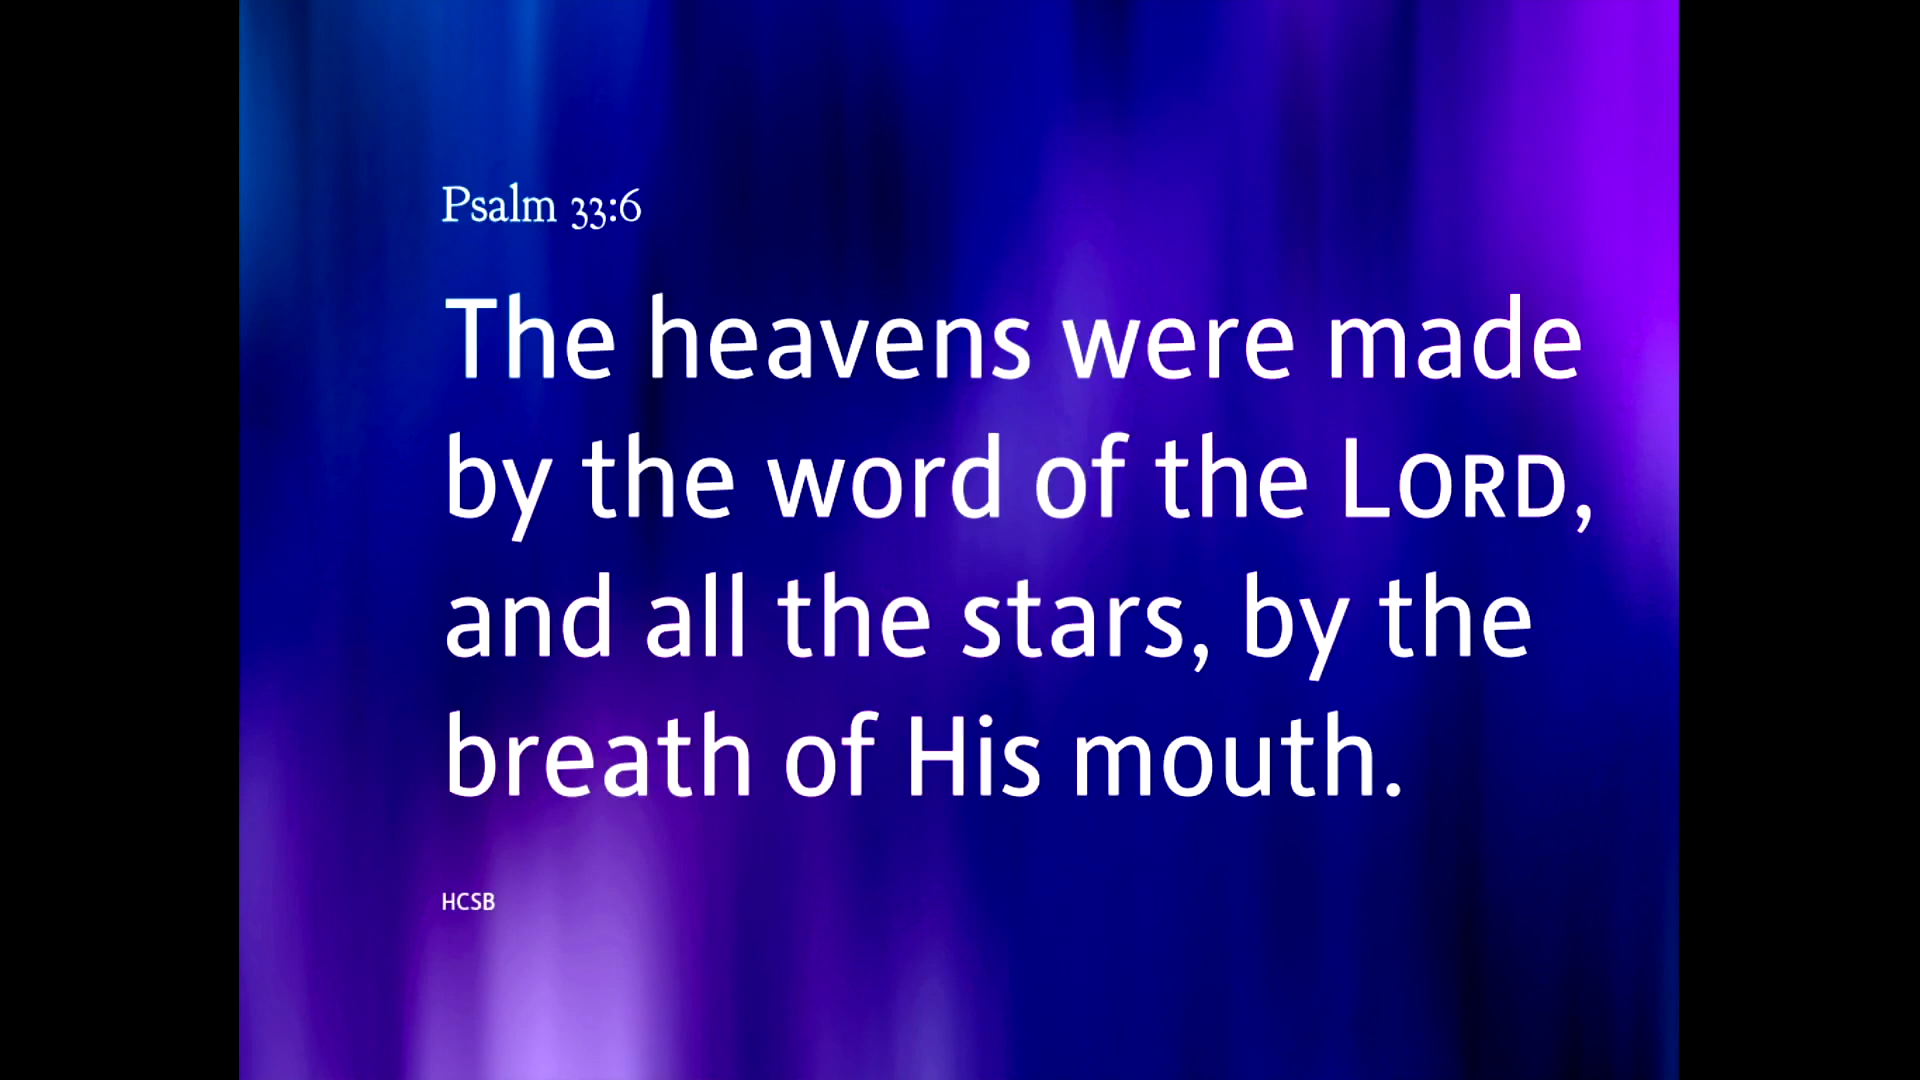 Psalm 33:6
The heavens were made
by the word of the LORD,
and all the stars, by the
breath of His mouth.
HCSB